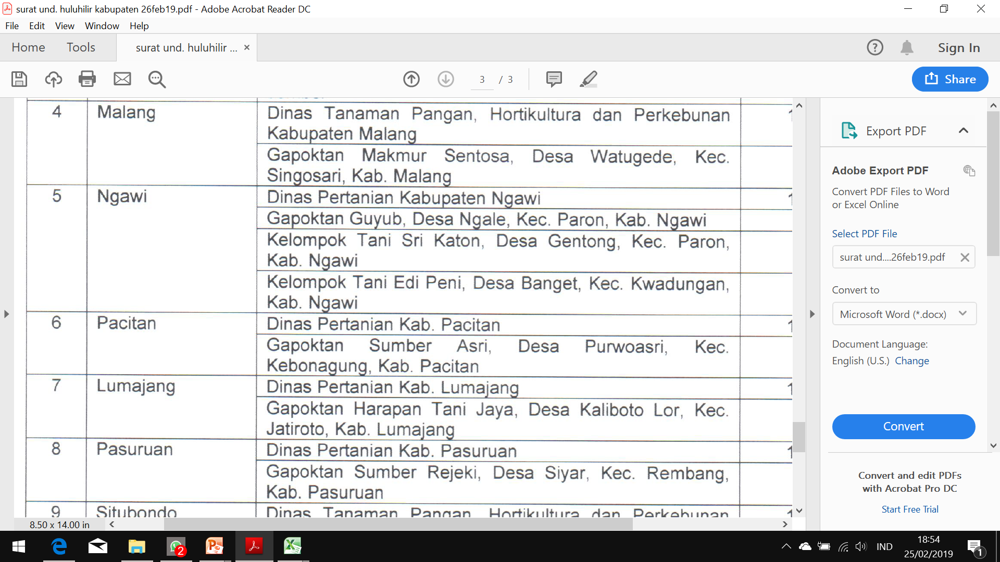 surat und. huluhilir kabupaten 26feb19.pdf - Adobe Acrobat Reader DC
File Edit View Window Help
Home Tools surat und. huluhilir ... × Sign In
3 / 3 Share
4 Malang Dinas Tanaman Pangan, Hortikultura dan Perkebunan
Kabupaten Malang
Gapoktan Makmur Sentosa, Desa Watugede, Kec.
Singosari, Kab. Malang
5 Ngawi Dinas Pertanian Kabupaten Ngawi
Gapoktan Guyub, Desa Ngale, Kec. Paron, Kab. Ngawi
Kelompok Tani Sri Katon, Desa Gentong, Kec. Paron,
Kab. Ngawi
Kelompok Tani Edi Peni, Desa Banget, Kec. Kwadungan,
Kab. Ngawi
6 Pacitan Dinas Pertanian Kab. Pacitan
Gapoktan Sumber Asri, Desa Purwoasri, Kec.
Kebonagung, Kab. Pacitan
7 Lumajang Dinas Pertanian Kab. Lumajang
Gapoktan Harapan Tani Jaya, Desa Kaliboto Lor, Kec.
Jatiroto, Kab. Lumajang
8 Pasuruan Dinas Pertanian Kab. Pasuruan
Gapoktan Sumber Rejeki, Desa Siyar, Kec. Rembang,
Kab. Pasuruan
9 Situbondo Dinas Tanaman Pangan, Hortikultura dan Perkebunan
8.50 x 14.00 in
Export PDF
Adobe Export PDF
Convert PDF Files to Word
or Excel Online
Select PDF File
surat und....26feb19.pdf
Convert to
Microsoft Word (*.docx)
Document Language:
English (U.S.) Change
Convert
Convert and edit PDFs
with Acrobat Pro DC
Start Free Trial
2
IND
18:54
25/02/2019
1